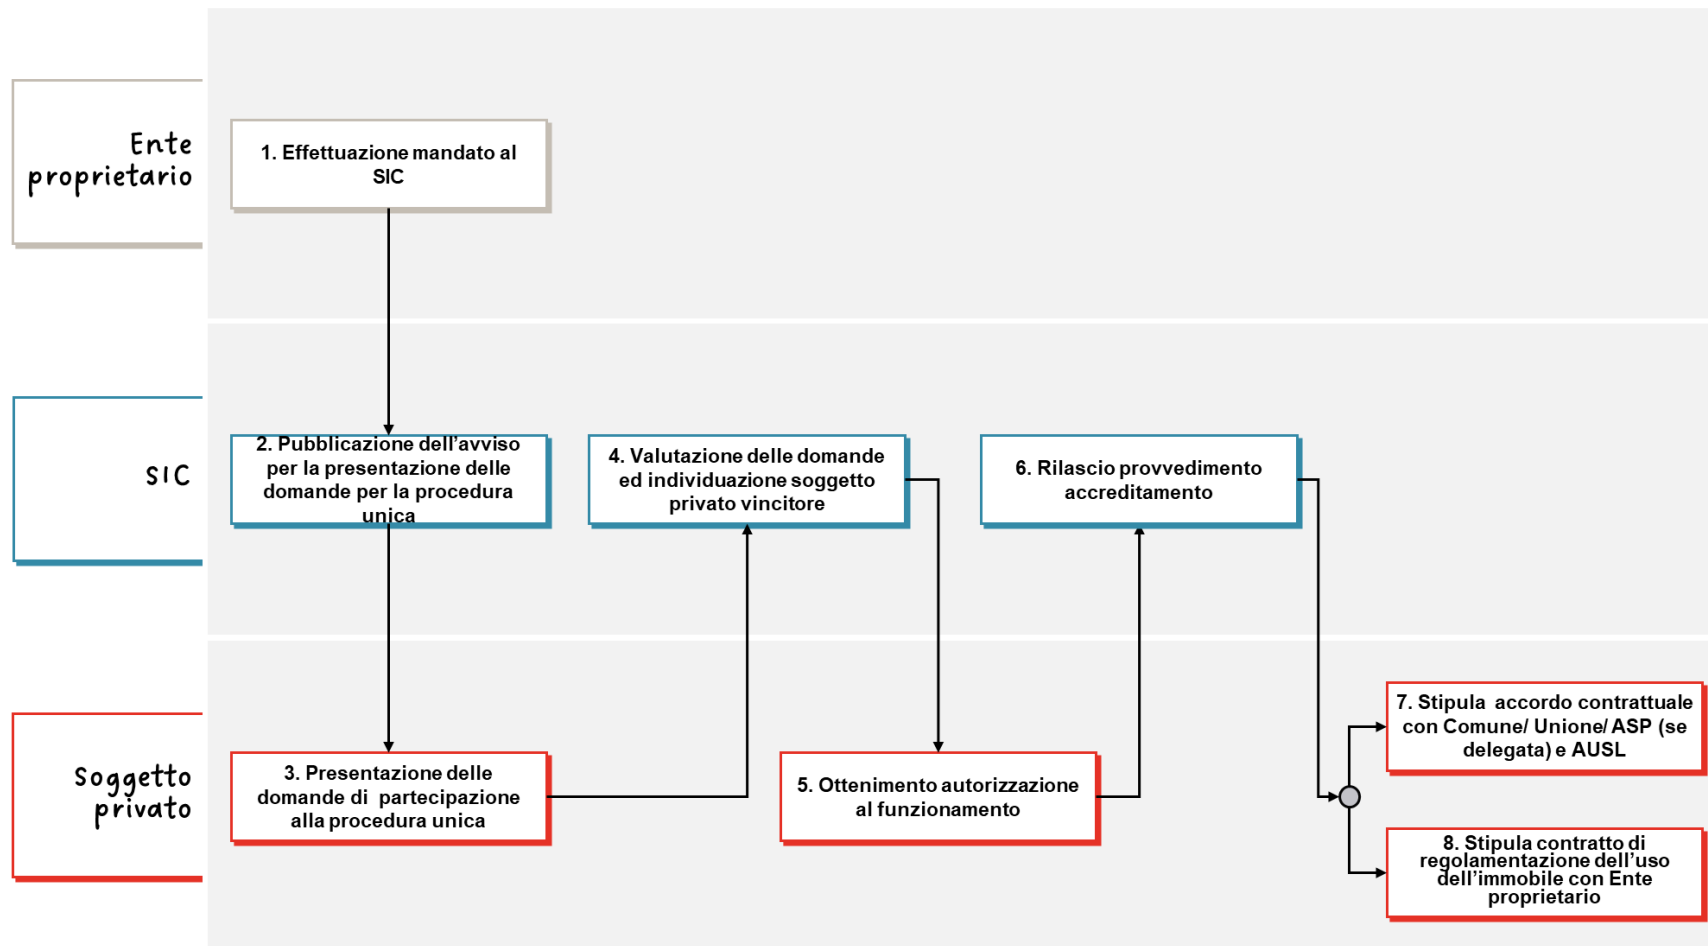 Ente
proprietario
1. Effettuazione mandato al
SIC
SIC
2. Pubblicazione dell'avviso
per la presentazione delle
domande per la procedura
unica
4. Valutazione delle domande
ed individuazione soggetto
privato vincitore
6. Rilascio provvedimento
accreditamento
Soggetto
privato
3. Presentazione delle
domande di partecipazione
alla procedura unica
5. Ottenimento autorizzazione
al funzionamento
7. Stipula accordo contrattuale
con Comune/ Unione/ ASP (se
delegata) e AUSL
8. Stipula contratto di
regolamentazione dell'uso
dell'immobile con Ente
proprietario